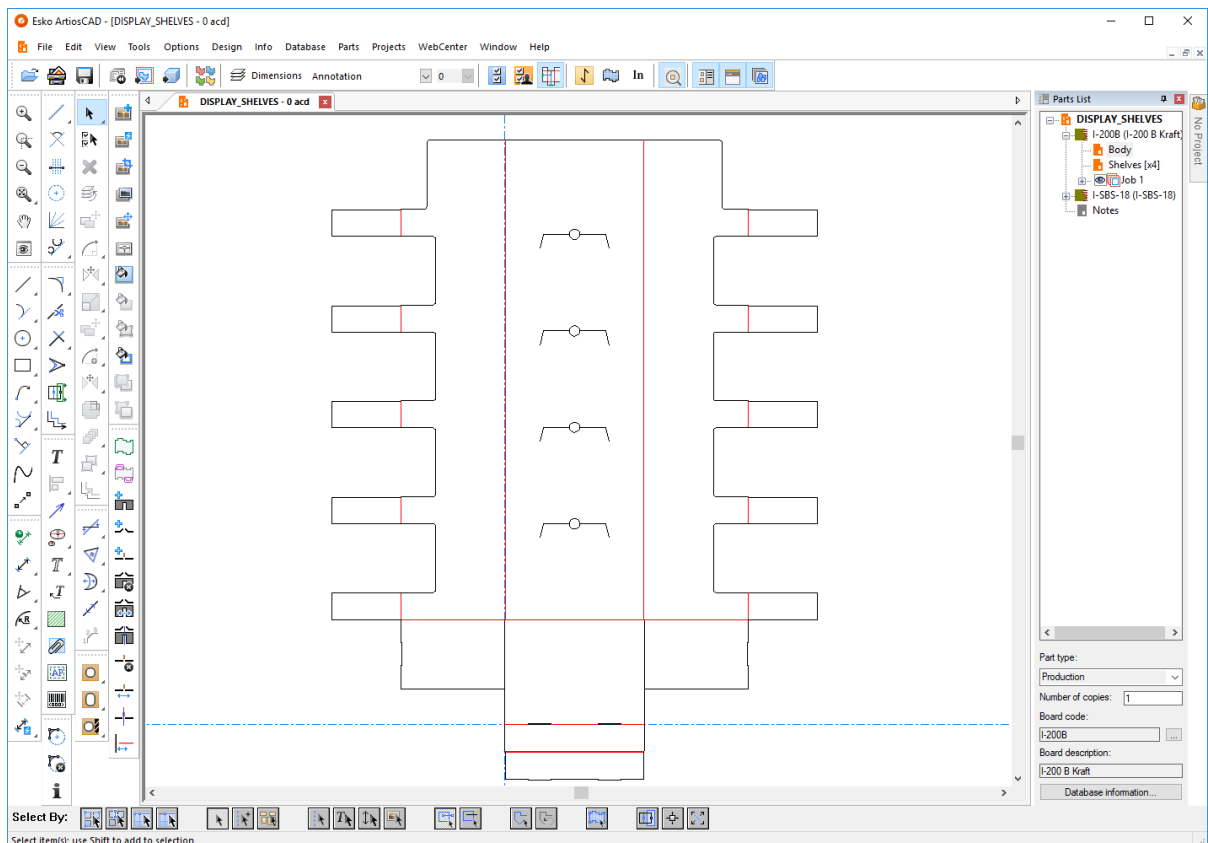 Esko ArtiosCAD - [DISPLAY_SHELVES - 0 acd]
File Edit View Tools Options Design Info Database Parts Projects WebCenter Window Help
Dimensions Annotation 0 In
DISPLAY_SHELVES - 0 acd
Parts List
No Project
DISPLAY_SHELVES
I-200B (I-200 B Kraft)
Body
Shelves [x4]
Job 1
I-SBS-18 (I-SBS-18)
Notes
Part type:
Production
Number of copies: 1
Board code:
I-200B ...
Board description:
I-200 B Kraft
Database information...
Select By:
Select item(s); use Shift to add to selection